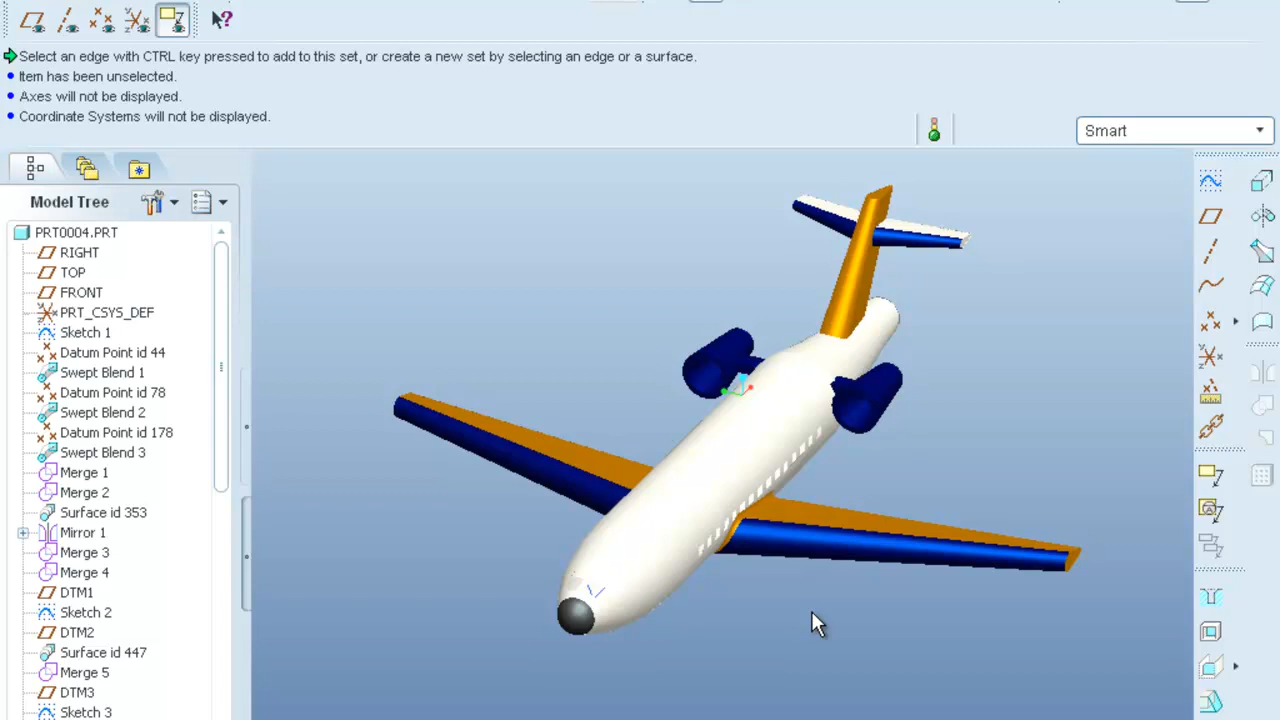 Select an edge with CTRL key pressed to add to this set, or create a new set by selecting an edge or a surface.
Item has been unselected.
Axes will not be displayed.
Coordinate Systems will not be displayed.
Smart
Model Tree
PRT0004.PRT
RIGHT
TOP
FRONT
PRT_CSYS_DEF
Sketch 1
Datum Point id 44
Swept Blend 1
Datum Point id 78
Swept Blend 2
Datum Point id 178
Swept Blend 3
Merge 1
Merge 2
Surface id 353
Mirror 1
Merge 3
Merge 4
DTM1
Sketch 2
DTM2
Surface id 447
Merge 5
DTM3
Sketch 3